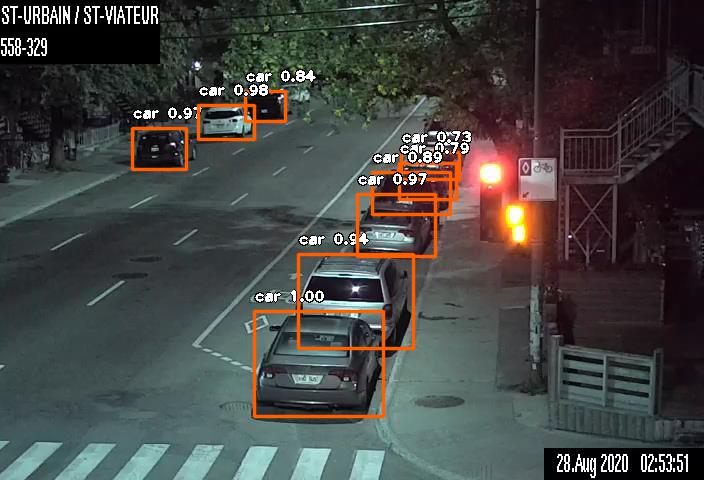 ST-URBAIN / ST-VIATEUR
558-329
car 0.84
car 0.98
car 0.97
car 0.73
car 0.79
car 0.89
car 0.97
car 0.94
car 1.00
28.Aug 2020 02:53:51